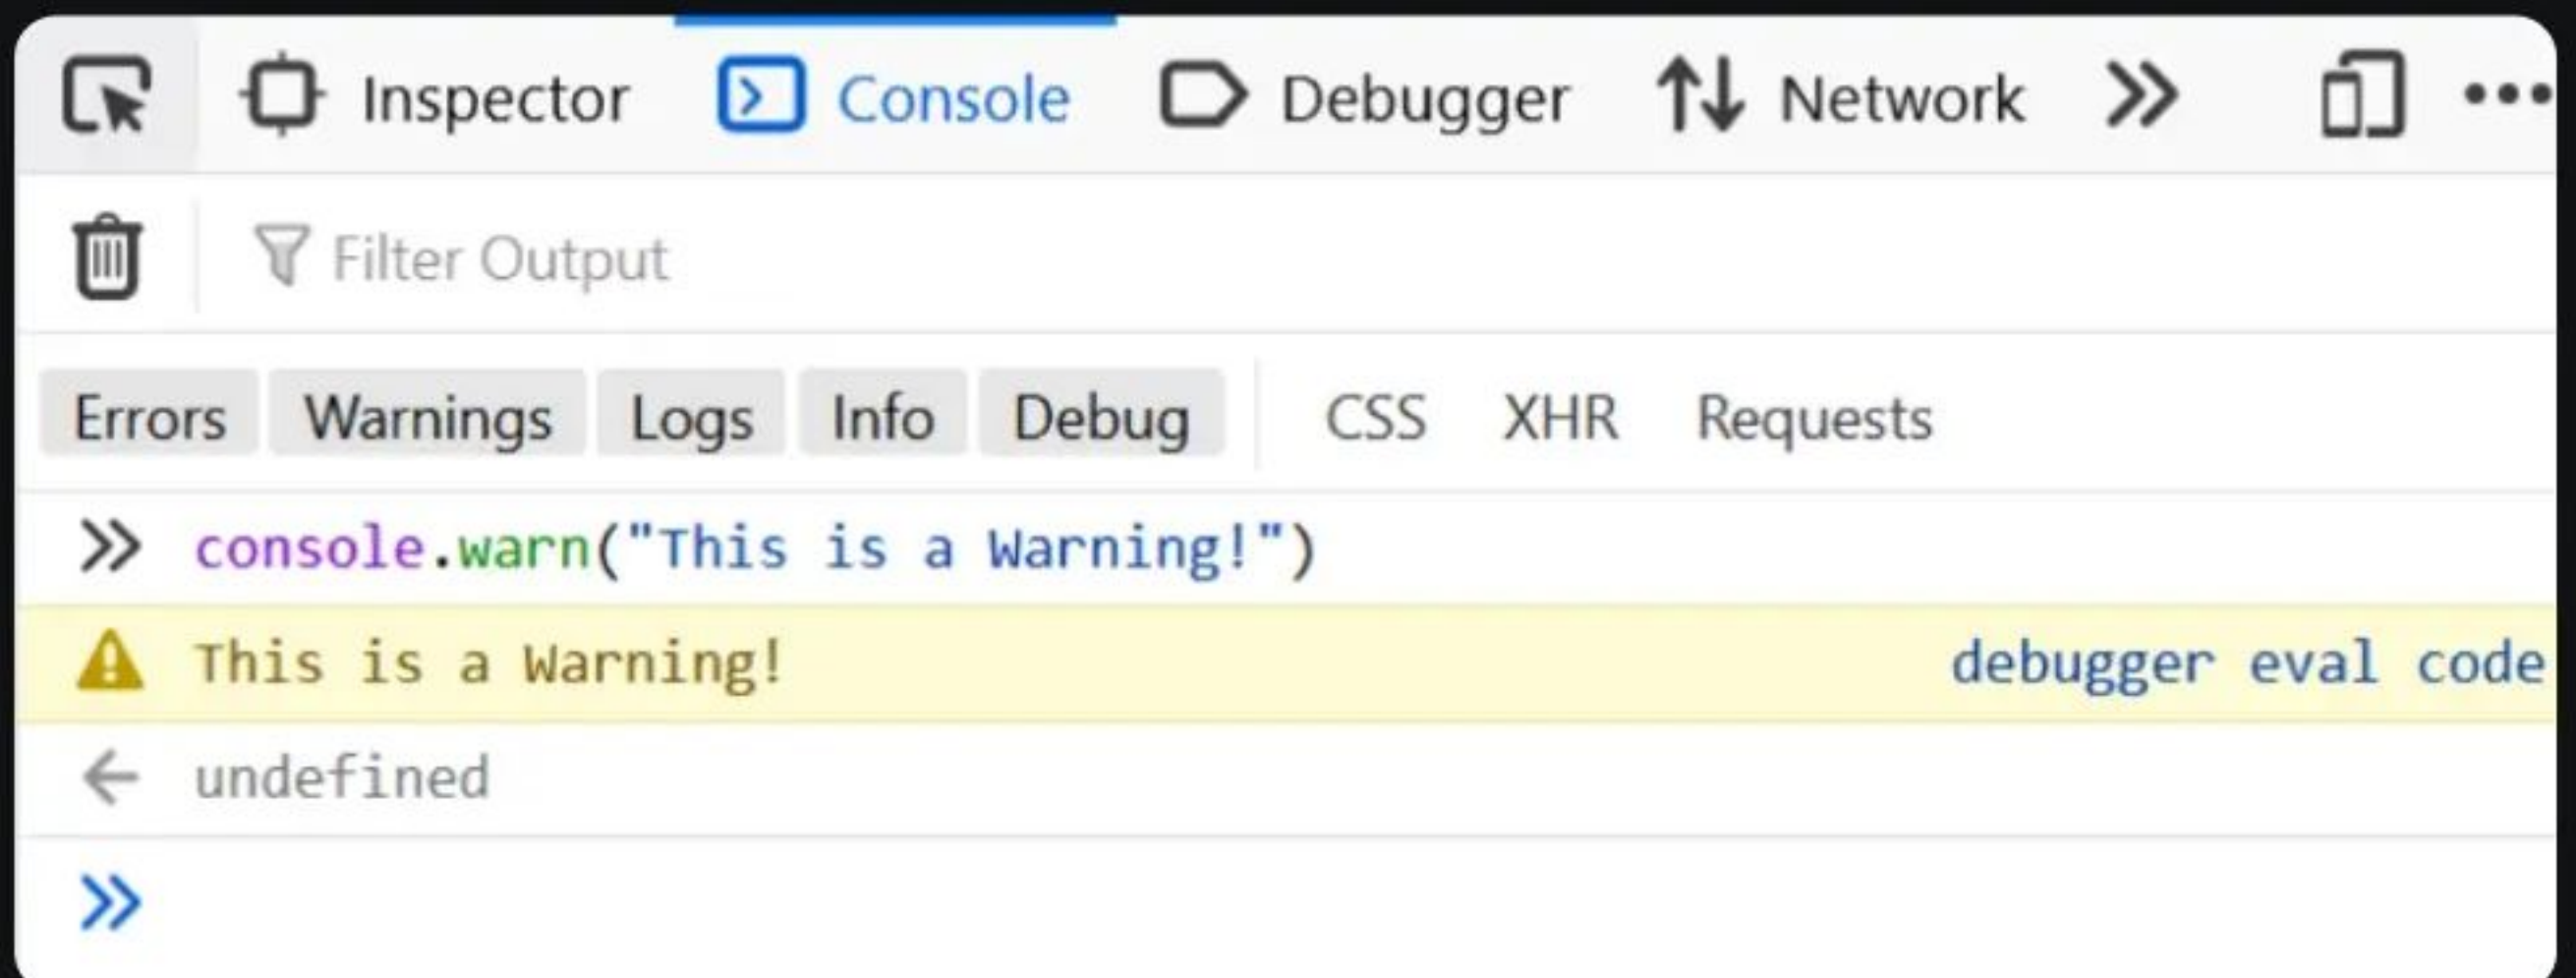 Inspector Console Debugger Network
Filter Output
Errors Warnings Logs Info Debug CSS XHR Requests
console.warn("This is a Warning!")
This is a Warning! debugger eval code
undefined